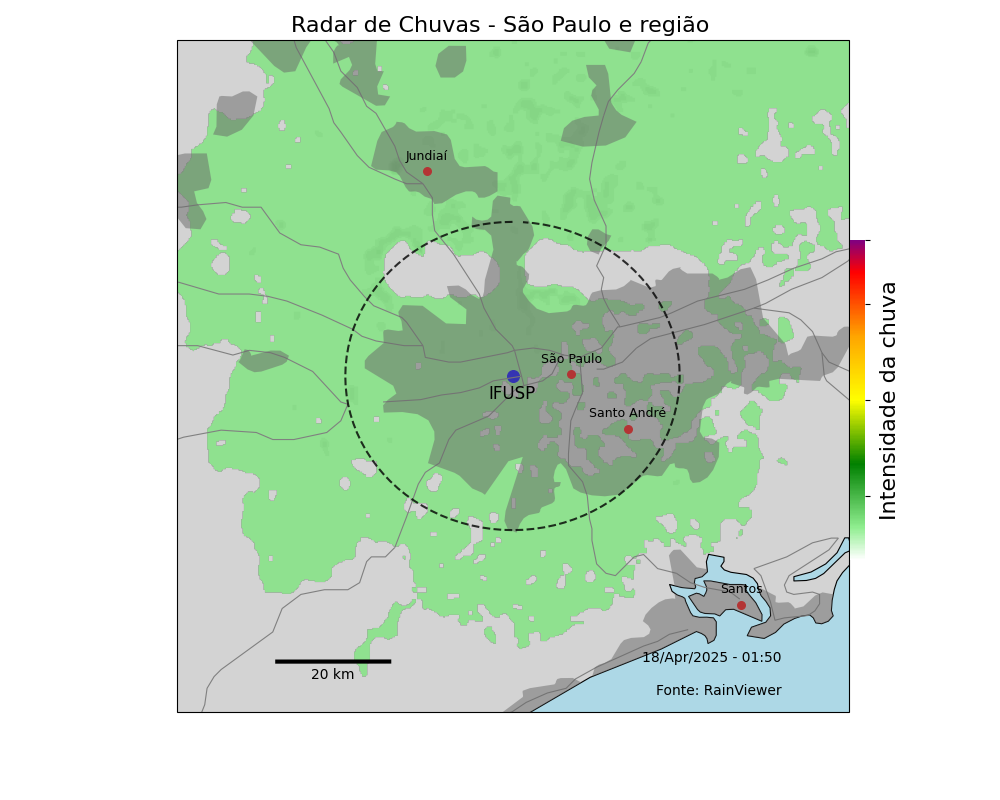 Radar de Chuvas - São Paulo e região
Jundiaí
São Paulo
IFUSP
Santo André
Intensidade da chuva
Santos
18/Apr/2025 - 01:50
20 km
Fonte: RainViewer